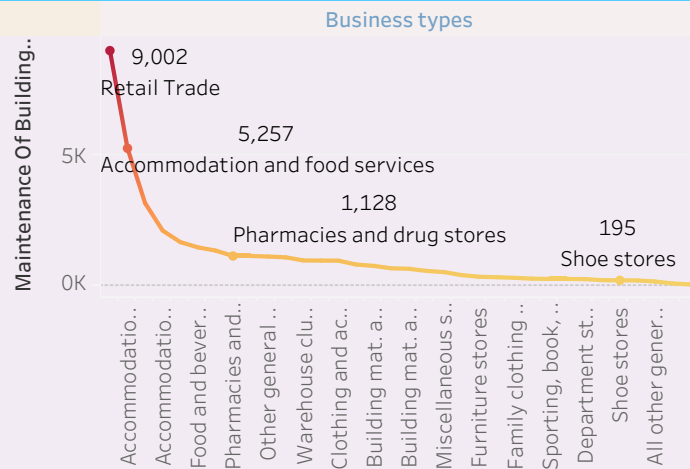 Business types
Maintenance Of Building..
5K
0K
9,002
Retail Trade
5,257
Accommodation and food services
1,128
Pharmacies and drug stores
195
Shoe stores
Accommodatio..
Accommodatio..
Food and bever..
Pharmacies and..
Other general ..
Warehouse clu..
Clothing and ac..
Building mat. a..
Building mat. a..
Miscellaneous s..
Furniture stores
Family clothing ..
Sporting, book, ..
Department st..
Shoe stores
All other gener..